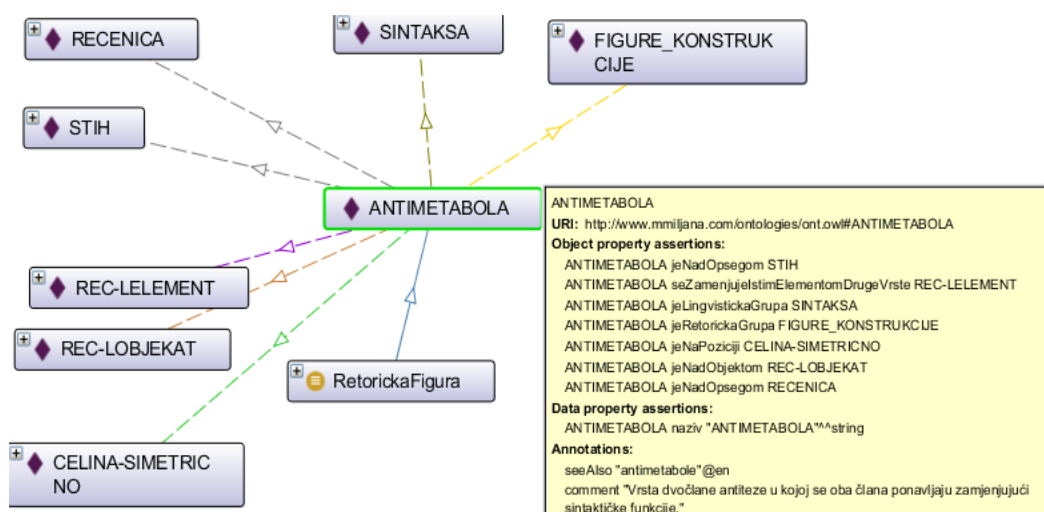 RECENICA
SINTAKSA
FIGURE_KONSTRUK
CIJE
STIH
ANTIMETABOLA
REC-LELEMENT
REC-LOBJEKAT
RetorickaFigura
CELINA-SIMETRIC
NO
ANTIMETABOLA
URI: http://www.mmiljana.com/ontologies/ont.owl#ANTIMETABOLA
Object property assertions:
ANTIMETABOLA jeNadOpsegom STIH
ANTIMETABOLA seZamenjujeIstimElementomDrugeVrste REC-LELEMENT
ANTIMETABOLA jeLingvistickaGrupa SINTAKSA
ANTIMETABOLA jeRetorickaGrupa FIGURE_KONSTRUKCIJE
ANTIMETABOLA jeNaPoziciji CELINA-SIMETRICNO
ANTIMETABOLA jeNadObjektom REC-LOBJEKAT
ANTIMETABOLA jeNadOpsegom RECENICA
Data property assertions:
ANTIMETABOLA naziv "ANTIMETABOLA"^^string
Annotations:
seeAlso "antimetabole"@en
comment "Vrsta dvočlane antiteze u kojoj se oba člana ponavljaju zamjenjujući
sintaktičke funkcije."